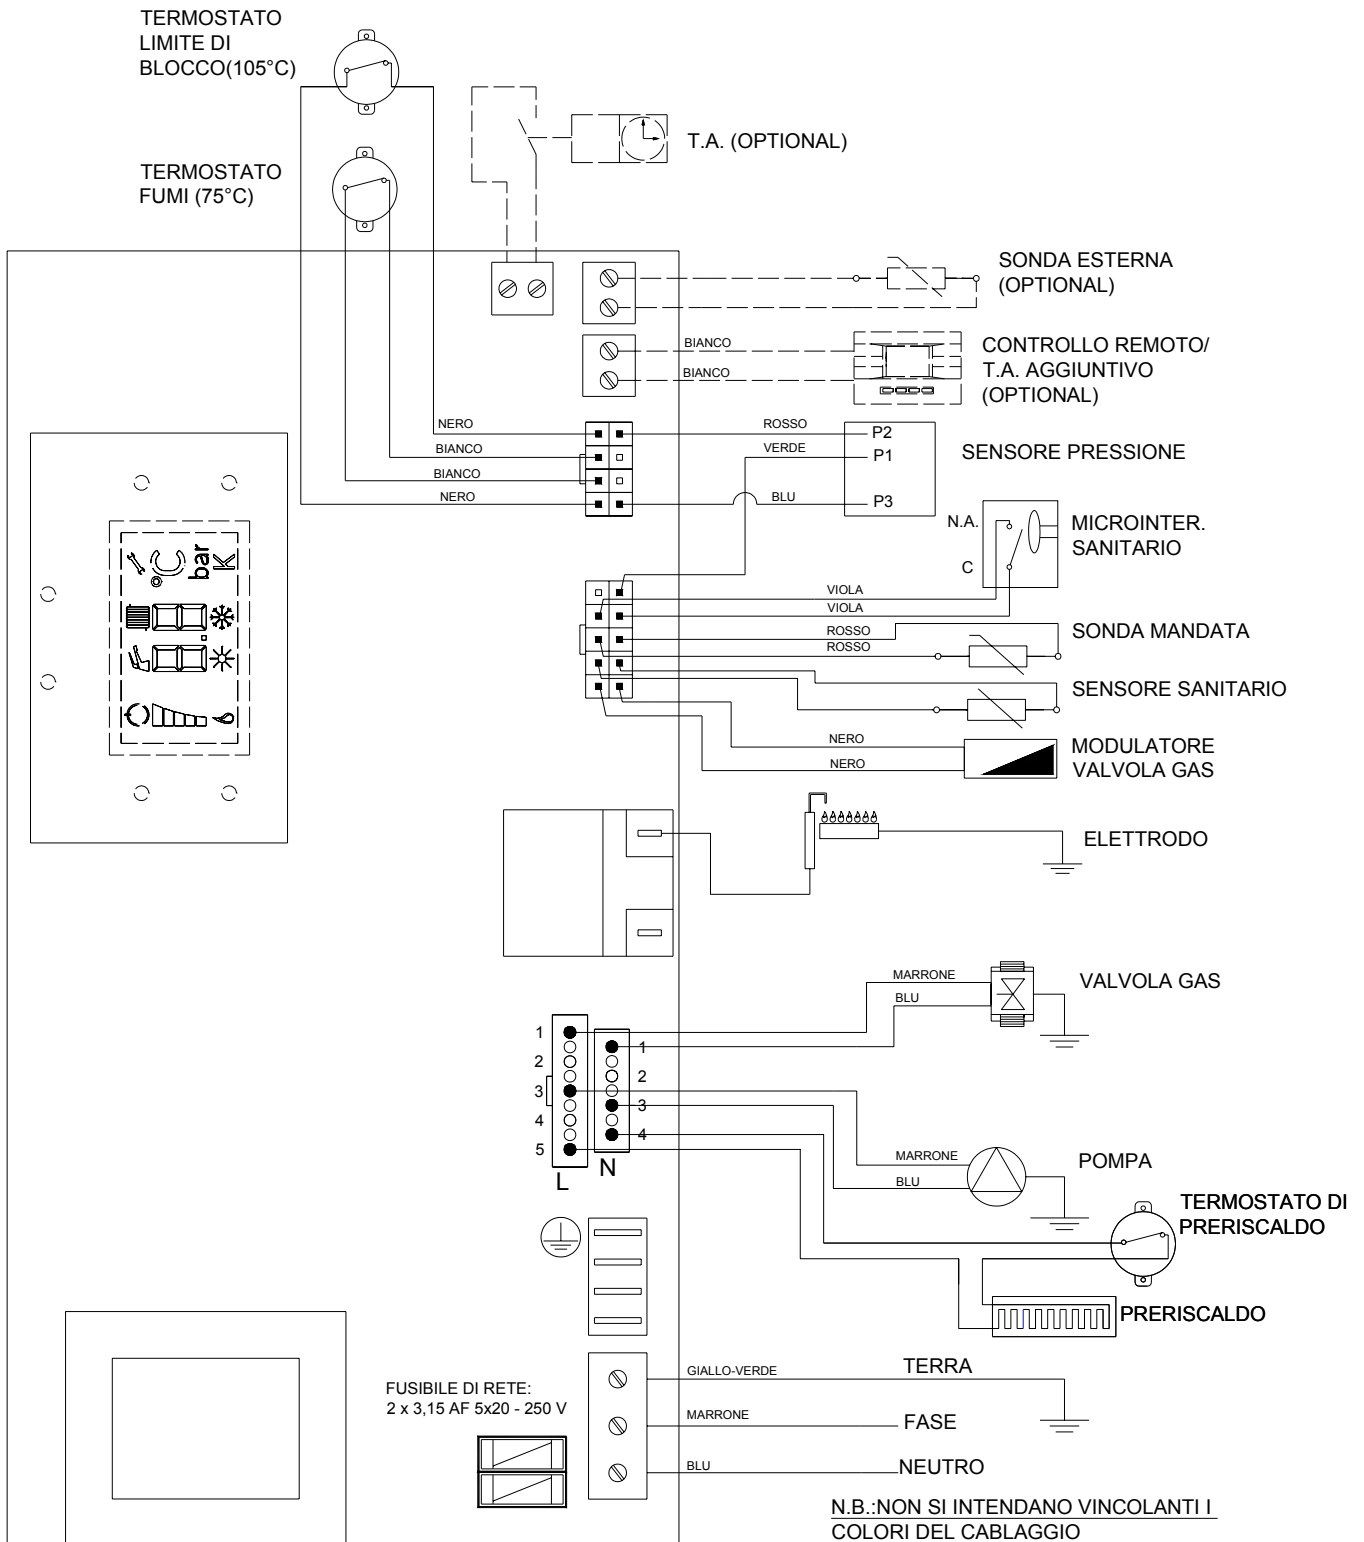 TERMOSTATO
LIMITE DI
BLOCCO(105°C)
T.A. (OPTIONAL)
TERMOSTATO
FUMI (75°C)
SONDA ESTERNA
(OPTIONAL)
BIANCO
BIANCO
CONTROLLO REMOTO/
T.A. AGGIUNTIVO
(OPTIONAL)
NERO
BIANCO
BIANCO
NERO
ROSSO
VERDE
BLU
P2
P1
P3
SENSORE PRESSIONE
N.A.
C
MICROINTER.
SANITARIO
°C
bar
K
VIOLA
VIOLA
ROSSO
ROSSO
SONDA MANDATA
SENSORE SANITARIO
NERO
NERO
MODULATORE
VALVOLA GAS
ELETTRODO
MARRONE
BLU
VALVOLA GAS
1
2
3
4
5
L
1
2
3
4
N
MARRONE
BLU
POMPA
TERMOSTATO DI
PRERISCALDO
PRERISCALDO
FUSIBILE DI RETE:
2 x 3,15 AF 5x20 - 250 V
GIALLO-VERDE
TERRA
MARRONE
FASE
BLU
NEUTRO
N.B.:NON SI INTENDANO VINCOLANTI I
COLORI DEL CABLAGGIO